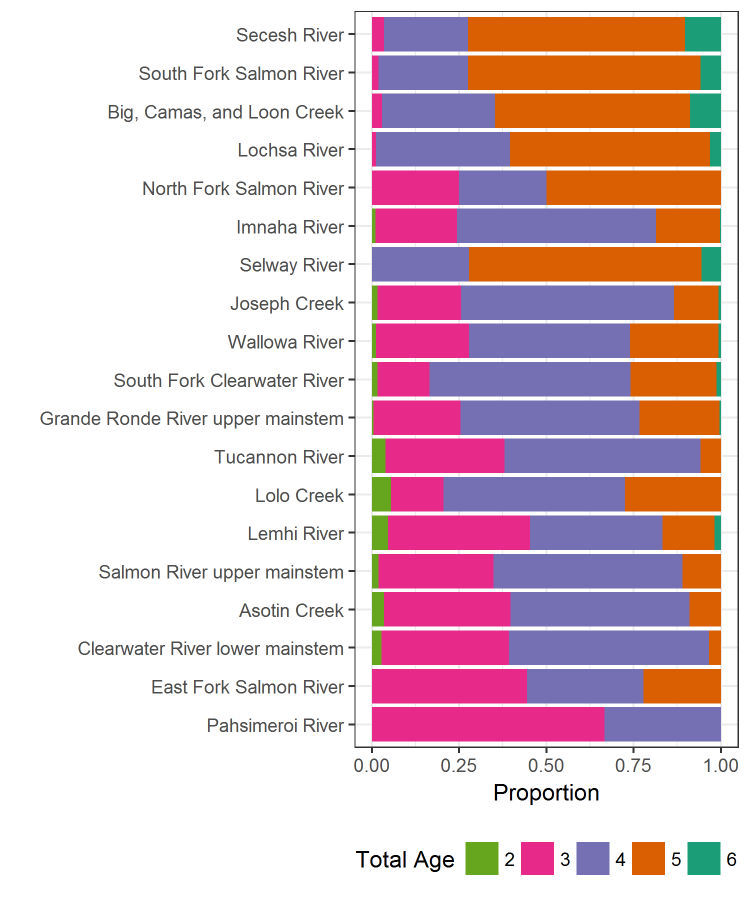 Secesh River
South Fork Salmon River
Big, Camas, and Loon Creek
Lochsa River
North Fork Salmon River
Imnaha River
Selway River
Joseph Creek
Wallowa River
South Fork Clearwater River
Grande Ronde River upper mainstem
Tucannon River
Lolo Creek
Lemhi River
Salmon River upper mainstem
Asotin Creek
Clearwater River lower mainstem
East Fork Salmon River
Pahsimeroi River
0.00 0.25 0.50 0.75 1.00
Proportion
Total Age 2 3 4 5 6